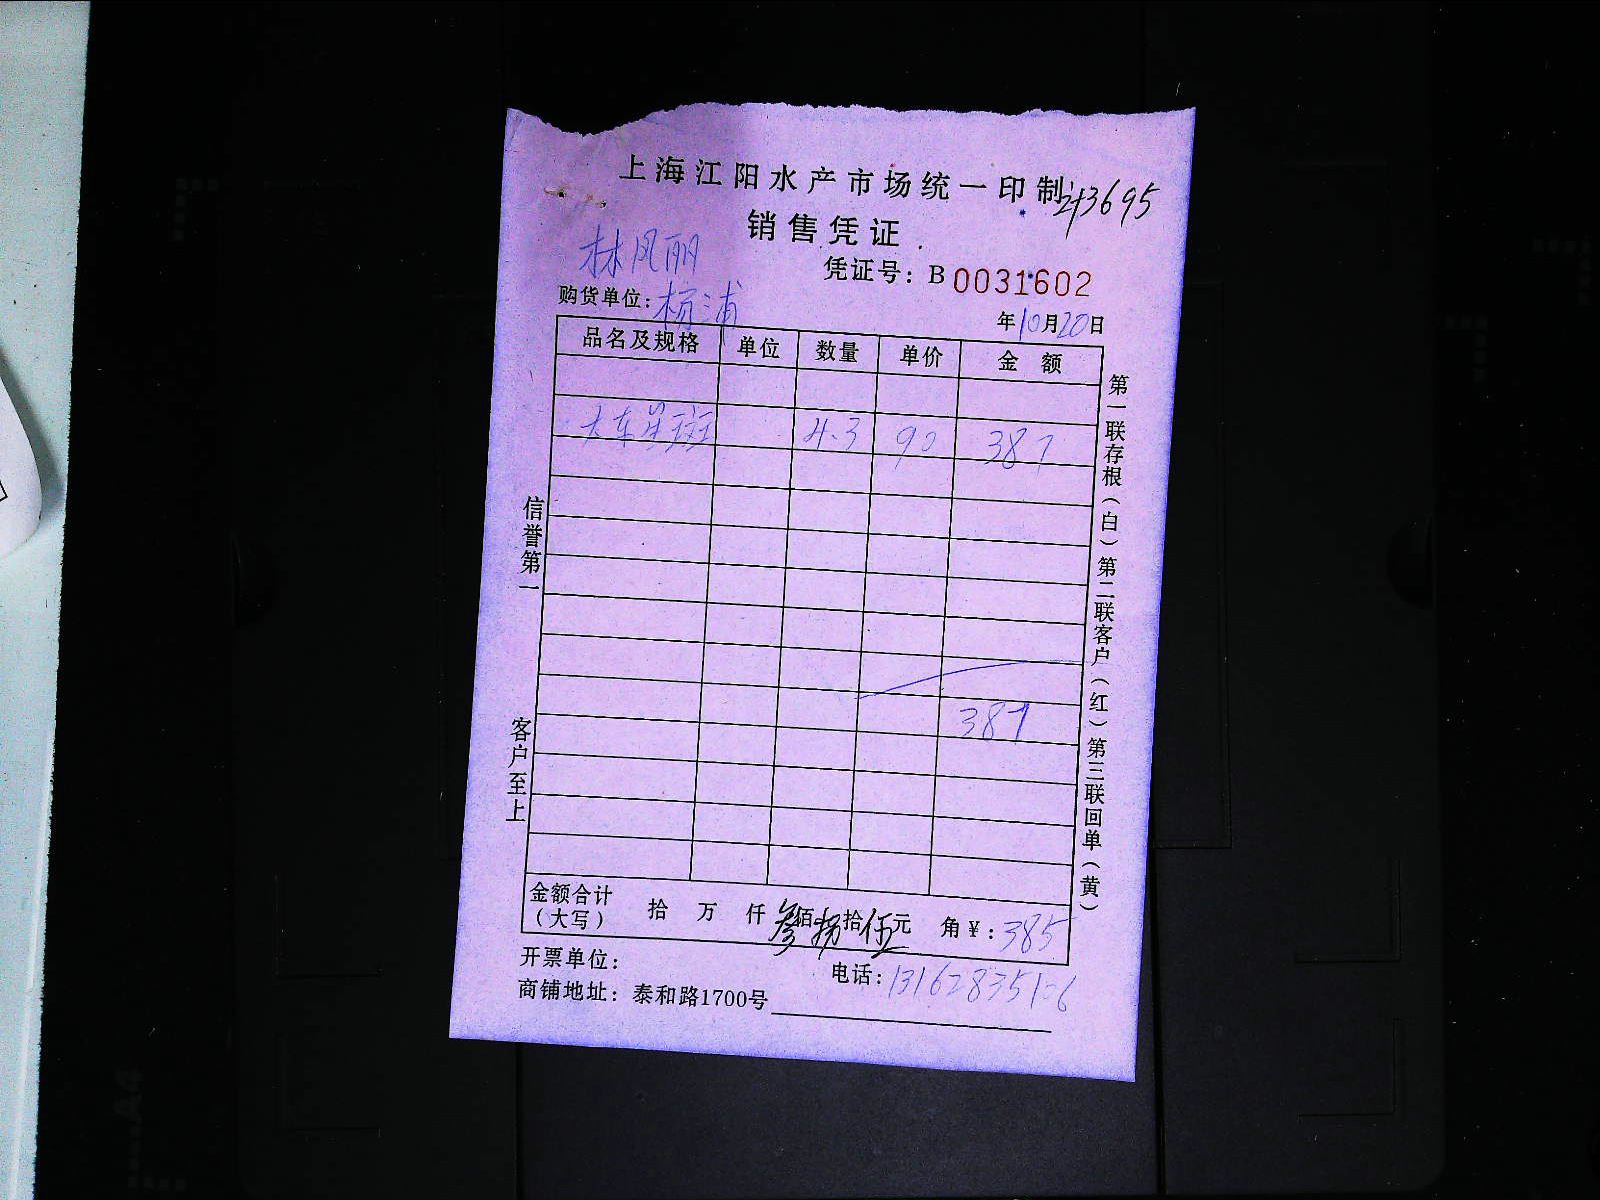 上海江阳水产市场统一印制
销售凭证
凭证号：B 0031602
林凤丽
购货单位：杨浦
年10月20日
品名及规格 单位 数量 单价 金额
大东星斑 4.3 90 387
387
金额合计（大写） 拾 万 仟 叁佰捌拾伍元 角 ¥：385
开票单位：
电话：13162835106
商铺地址：泰和路1700号
信誉第一
客户至上
第一联存根（白）第二联客户（红）第三联回单（黄）